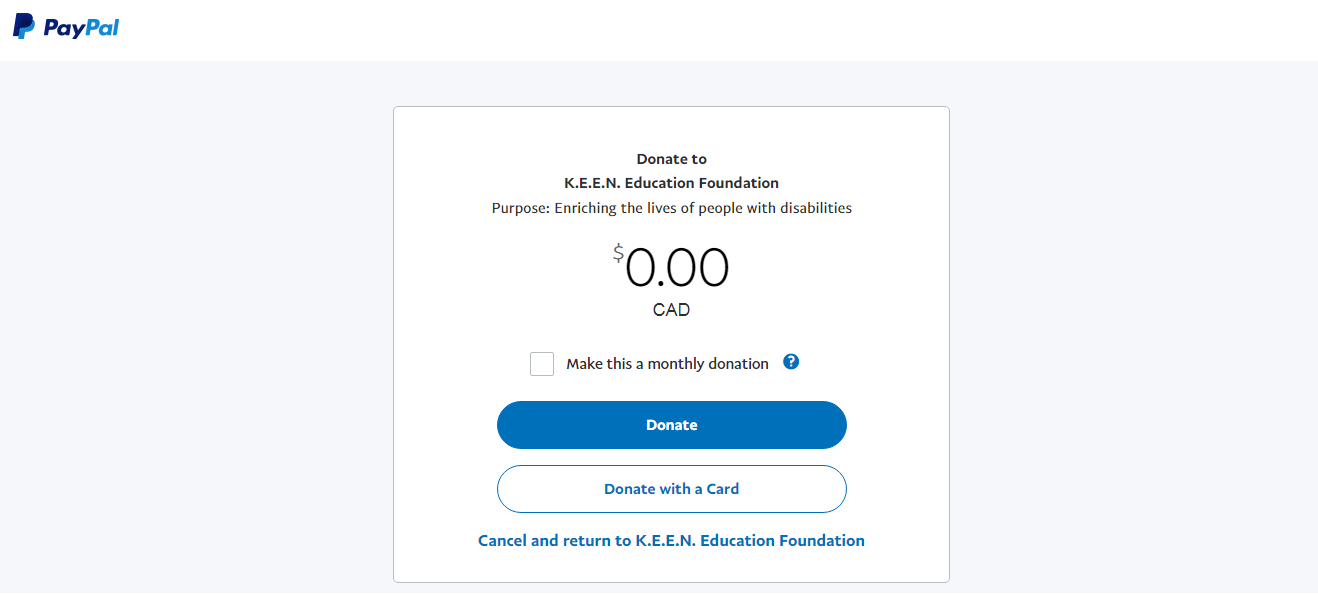 PayPal
Donate to
K.E.E.N. Education Foundation
Purpose: Enriching the lives of people with disabilities
$0.00
CAD
Make this a monthly donation ?
Donate
Donate with a Card
Cancel and return to K.E.E.N. Education Foundation